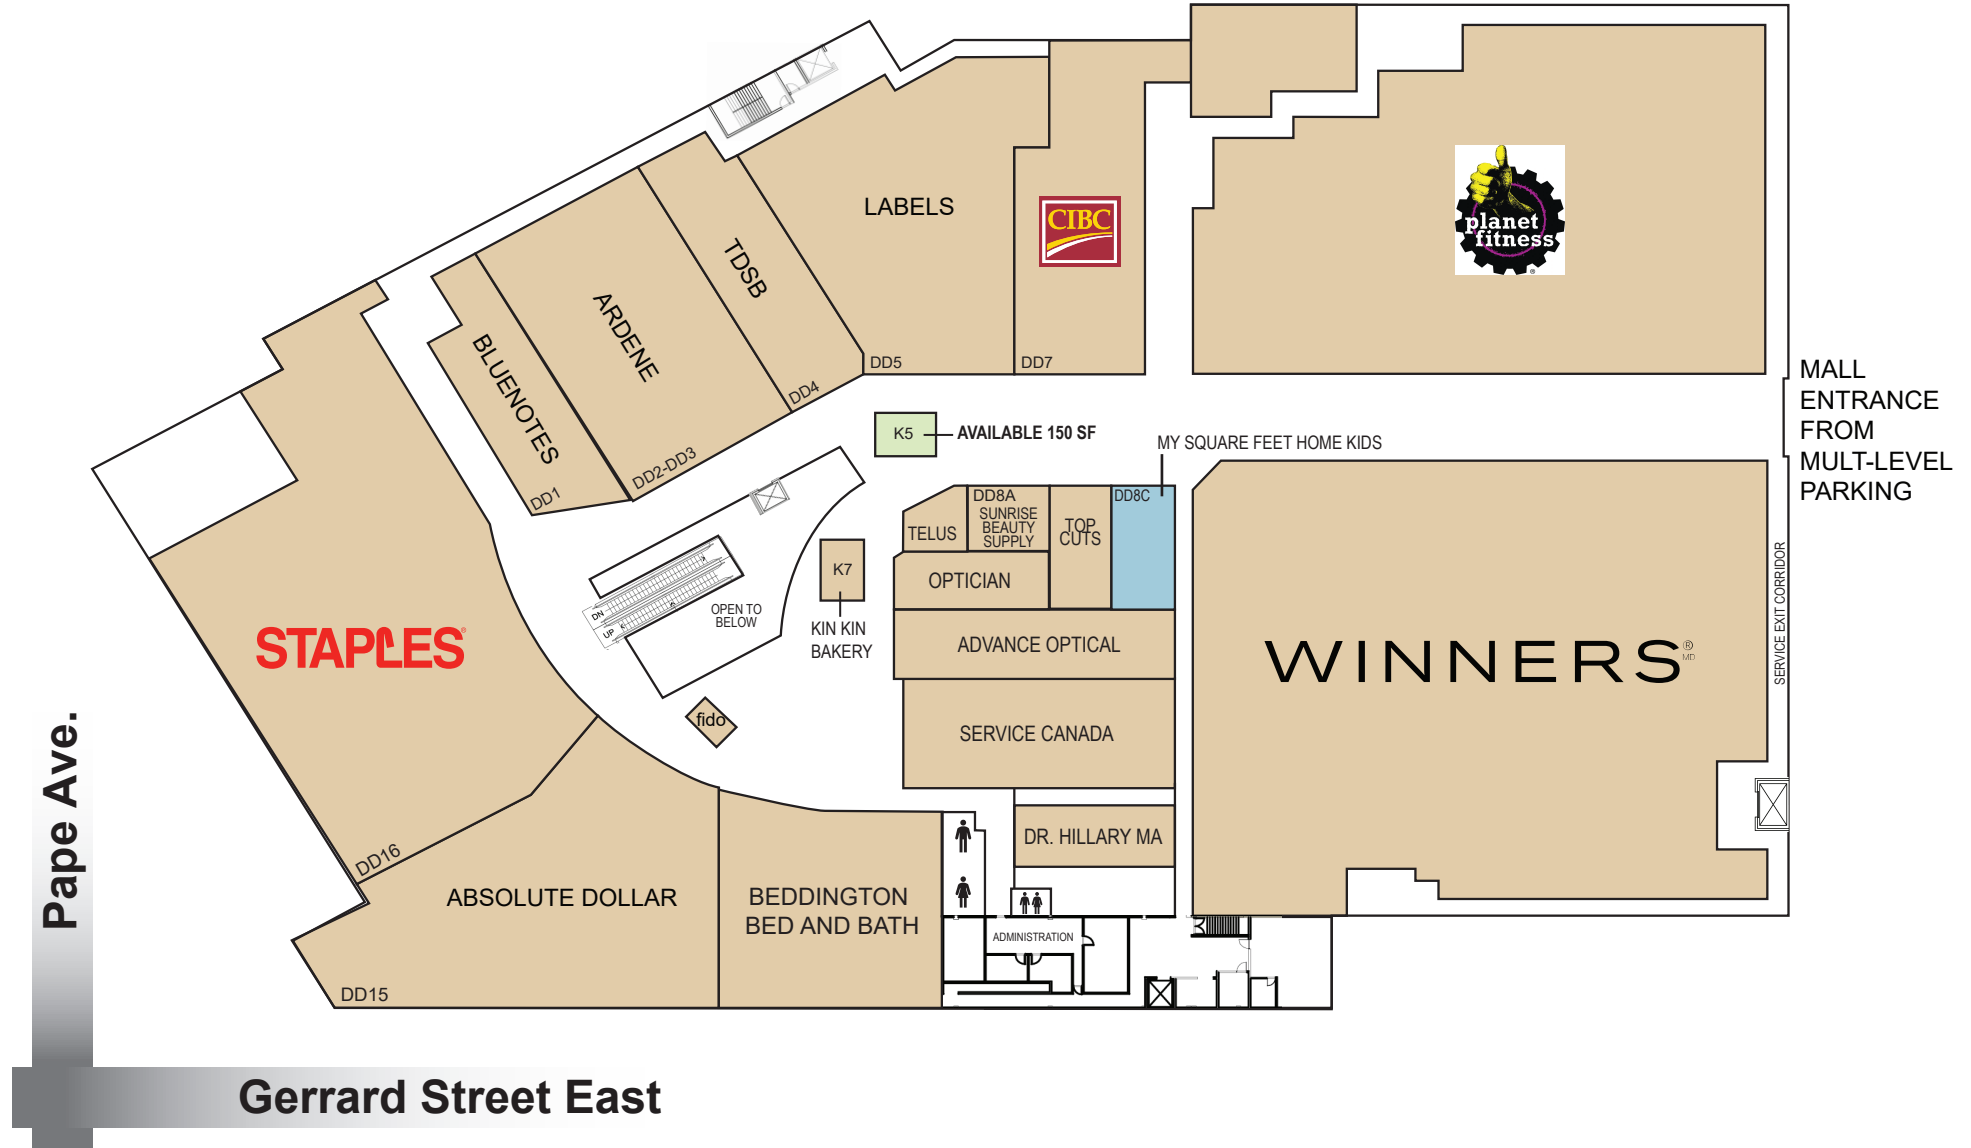 LABELS
CIBC
planet
fitness®
TDSB
ARDENE
BLUENOTES
DD5
DD7
DD4
DD2-DD3
DD1
MALL
ENTRANCE
FROM
MULT-LEVEL
PARKING
K5
AVAILABLE 150 SF
MY SQUARE FEET HOME KIDS
DD8A
SUNRISE
BEAUTY
SUPPLY
DD8C
TELUS
TOP
CUTS
OPTICIAN
K7
KIN KIN
BAKERY
OPEN TO
BELOW
DN
UP
STAPLES®
ADVANCE OPTICAL
WINNERS®
MD
SERVICE EXIT CORRIDOR
fido
SERVICE CANADA
DR. HILLARY MA
DD16
ABSOLUTE DOLLAR
BEDDINGTON
BED AND BATH
ADMINISTRATION
DD15
Pape Ave.
Gerrard Street East